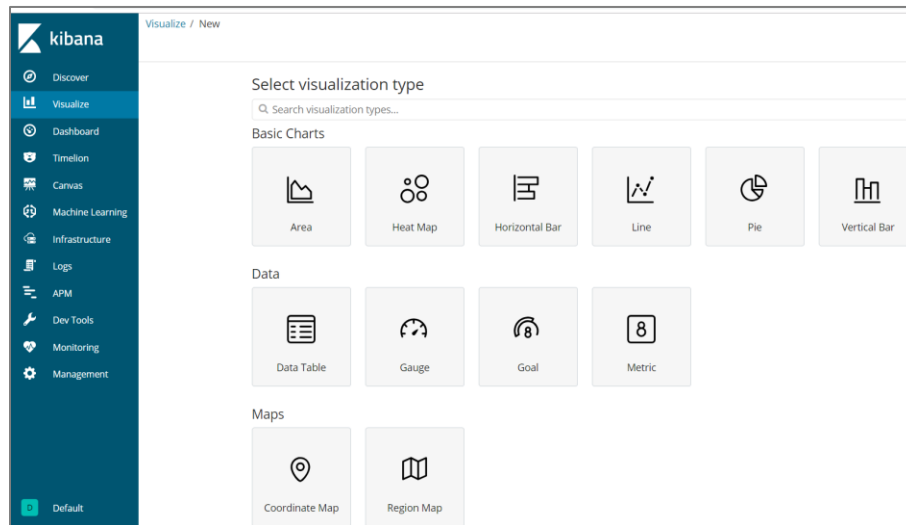 Visualize / New
kibana
Discover
Visualize
Dashboard
Timelion
Canvas
Machine Learning
Infrastructure
Logs
APM
Dev Tools
Monitoring
Management
D Default
Select visualization type
Search visualization types...
Basic Charts
Area Heat Map Horizontal Bar Line Pie Vertical Bar
Data
8 8
Data Table Gauge Goal Metric
Maps
Coordinate Map Region Map